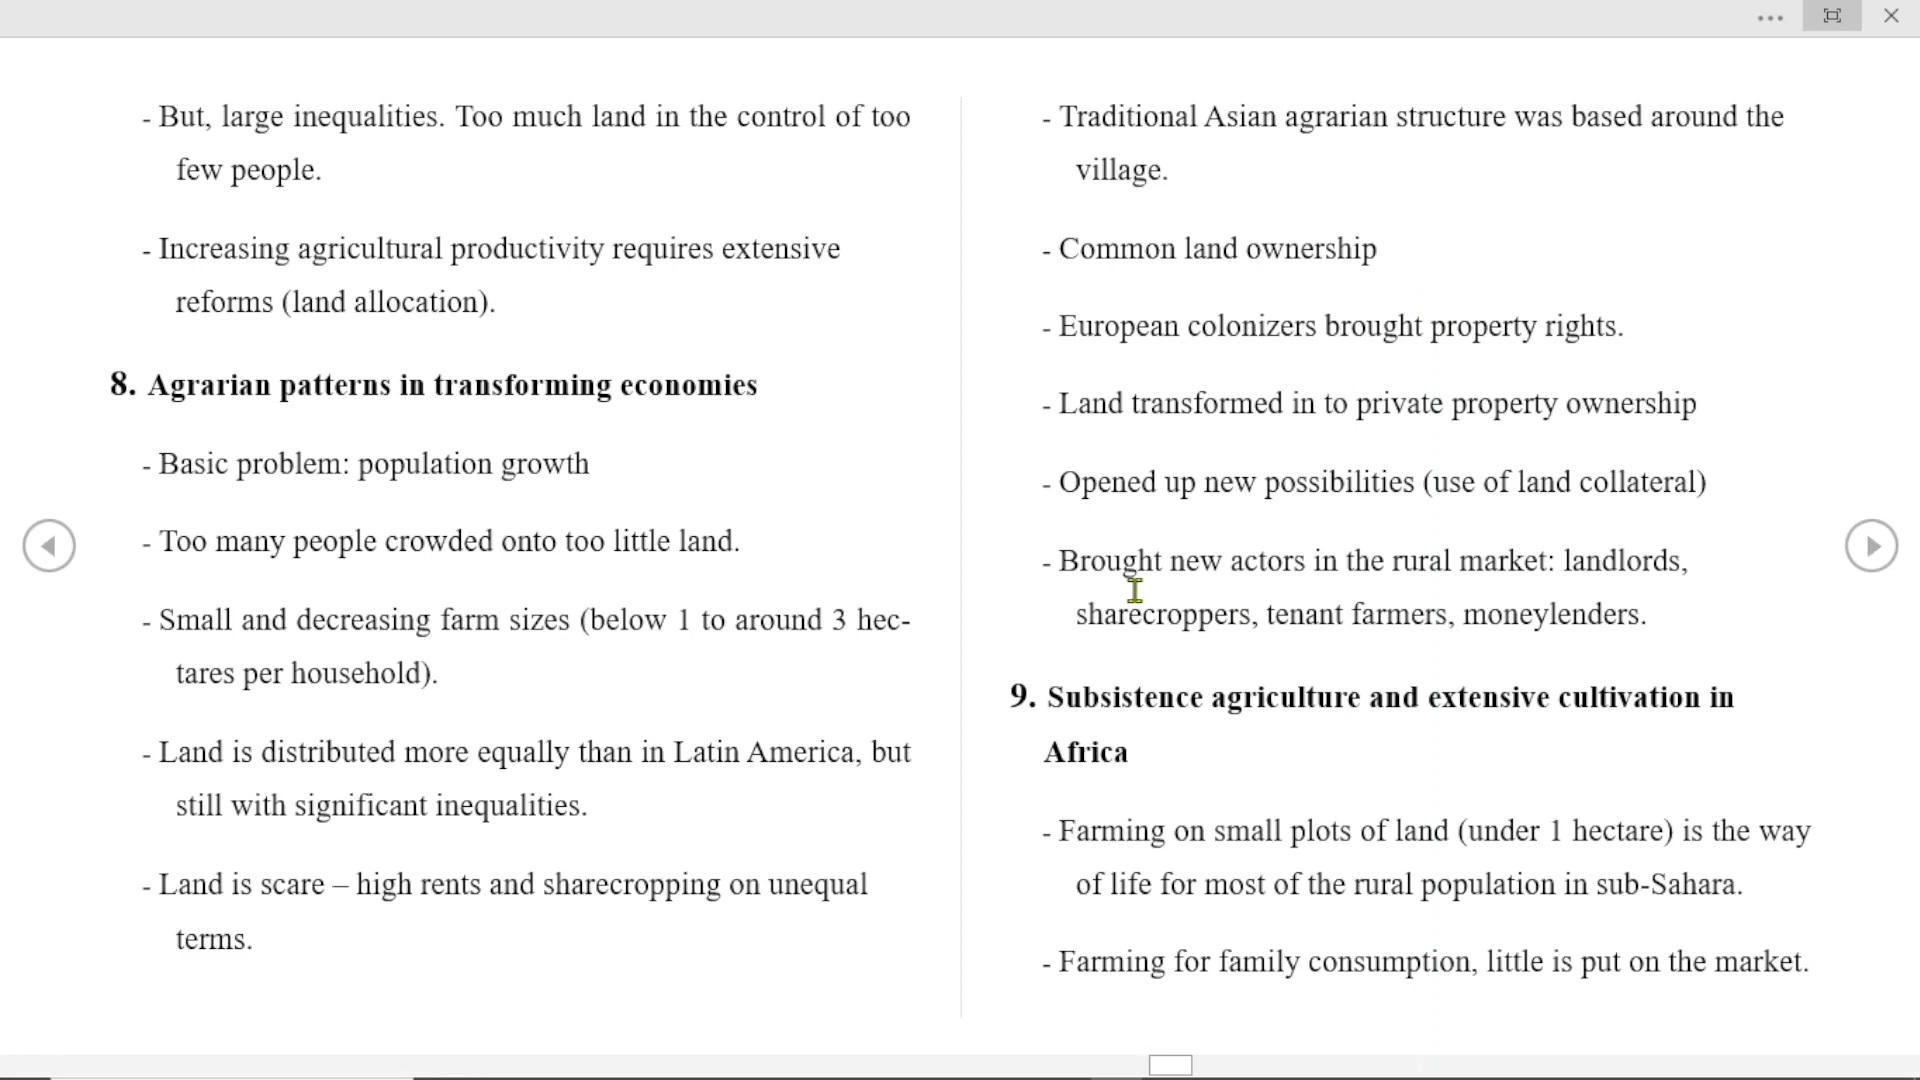 - But, large inequalities. Too much land in the control of too
few people.
- Increasing agricultural productivity requires extensive
reforms (land allocation).
8. Agrarian patterns in transforming economies
- Basic problem: population growth
- Too many people crowded onto too little land.
- Small and decreasing farm sizes (below 1 to around 3 hec-
tares per household).
- Land is distributed more equally than in Latin America, but
still with significant inequalities.
- Land is scare – high rents and sharecropping on unequal
terms.
- Traditional Asian agrarian structure was based around the
village.
- Common land ownership
- European colonizers brought property rights.
- Land transformed in to private property ownership
- Opened up new possibilities (use of land collateral)
- Brought new actors in the rural market: landlords,
sharecroppers, tenant farmers, moneylenders.
9. Subsistence agriculture and extensive cultivation in
Africa
- Farming on small plots of land (under 1 hectare) is the way
of life for most of the rural population in sub-Sahara.
- Farming for family consumption, little is put on the market.